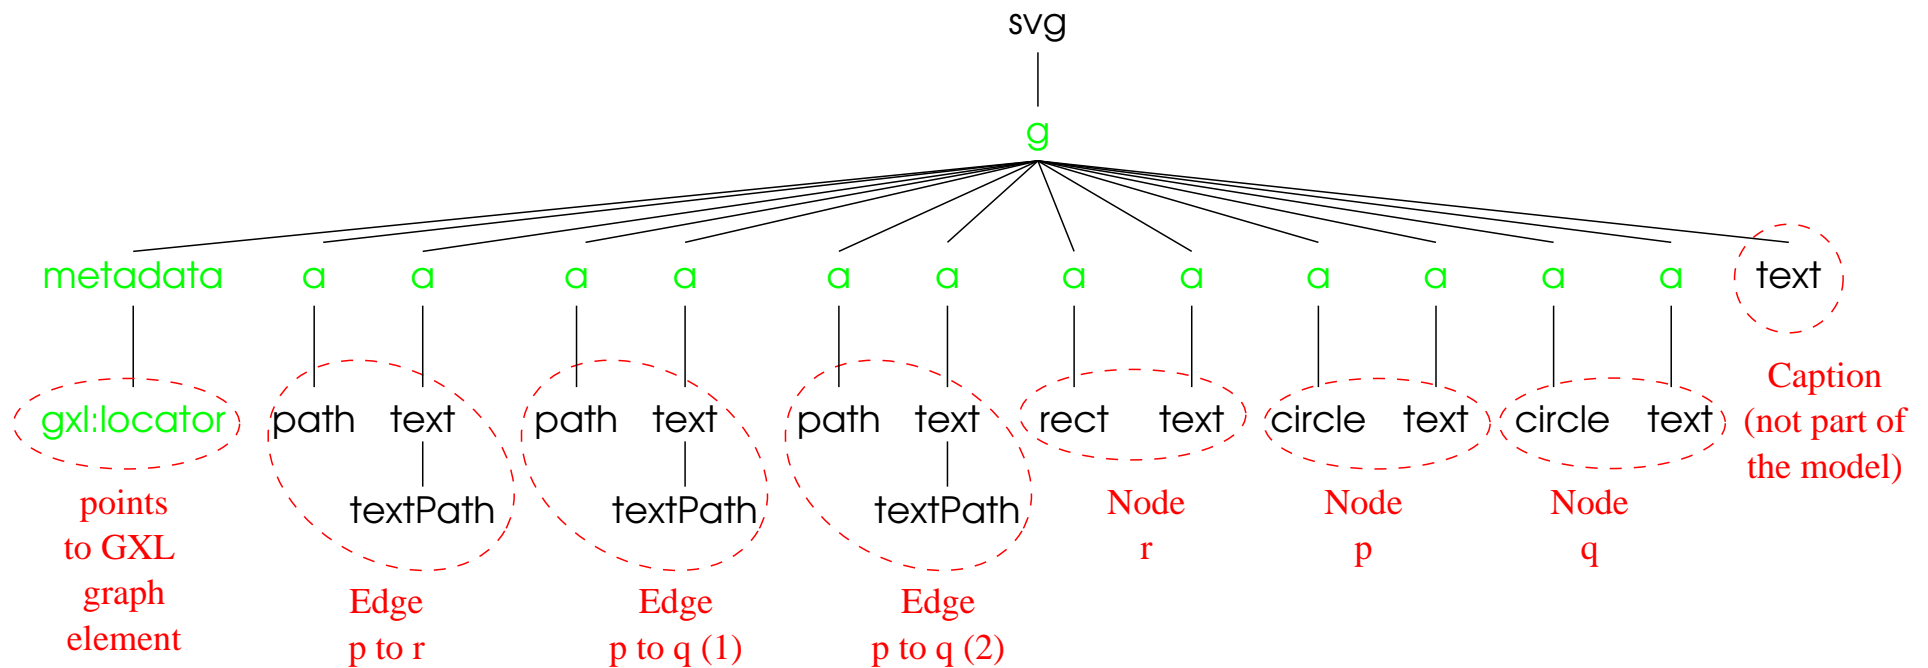 svg
g
metadata a a a a a a a a a a a a text
gxl:locator path text path text path text rect text circle text circle text
textPath textPath textPath
points
to GXL
graph
element
Edge
p to r
Edge
p to q (1)
Edge
p to q (2)
Node
r
Node
p
Node
q
Caption
(not part of
the model)